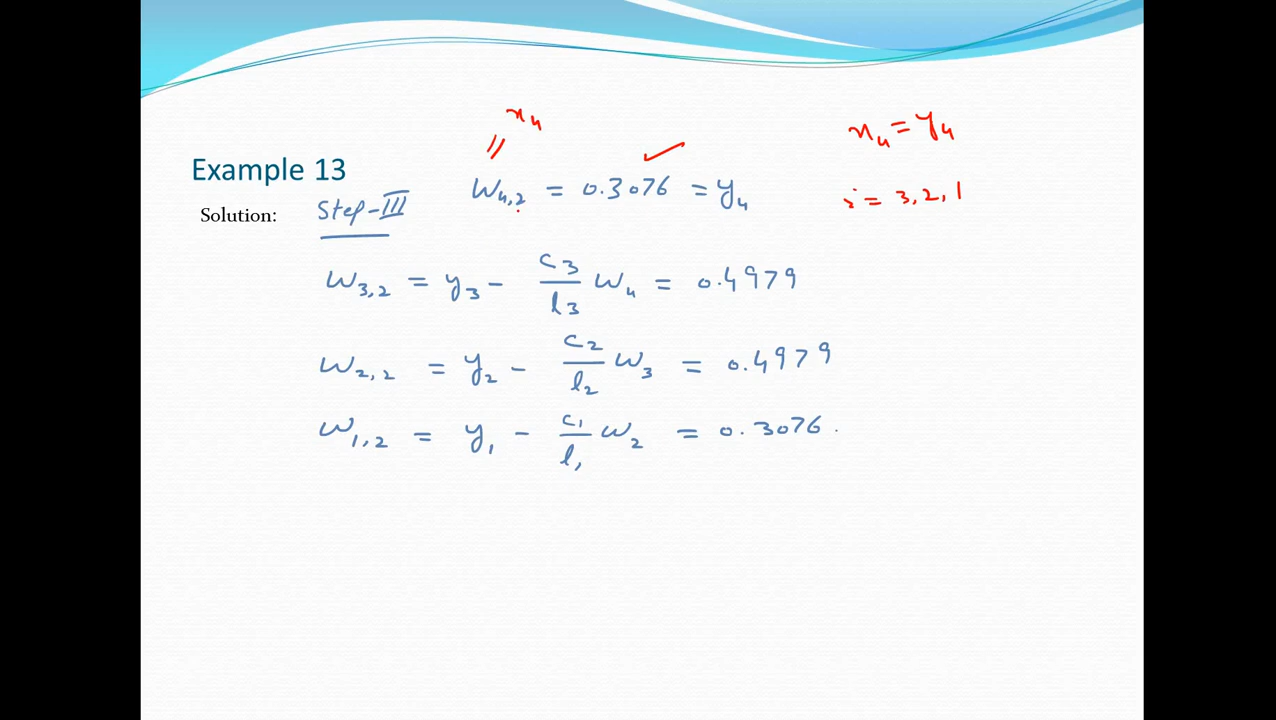 x₄
x₄ = y₄
Example 13
Solution: Step-III
w₄,₂ = 0.3076 = y₄
i = 3, 2, 1
w₃,₂ = y₃ - c₃/l₃ w₄ = 0.4979
w₂,₂ = y₂ - c₂/l₂ w₃ = 0.4979
w₁,₂ = y₁ - c₁/l₁ w₂ = 0.3076.